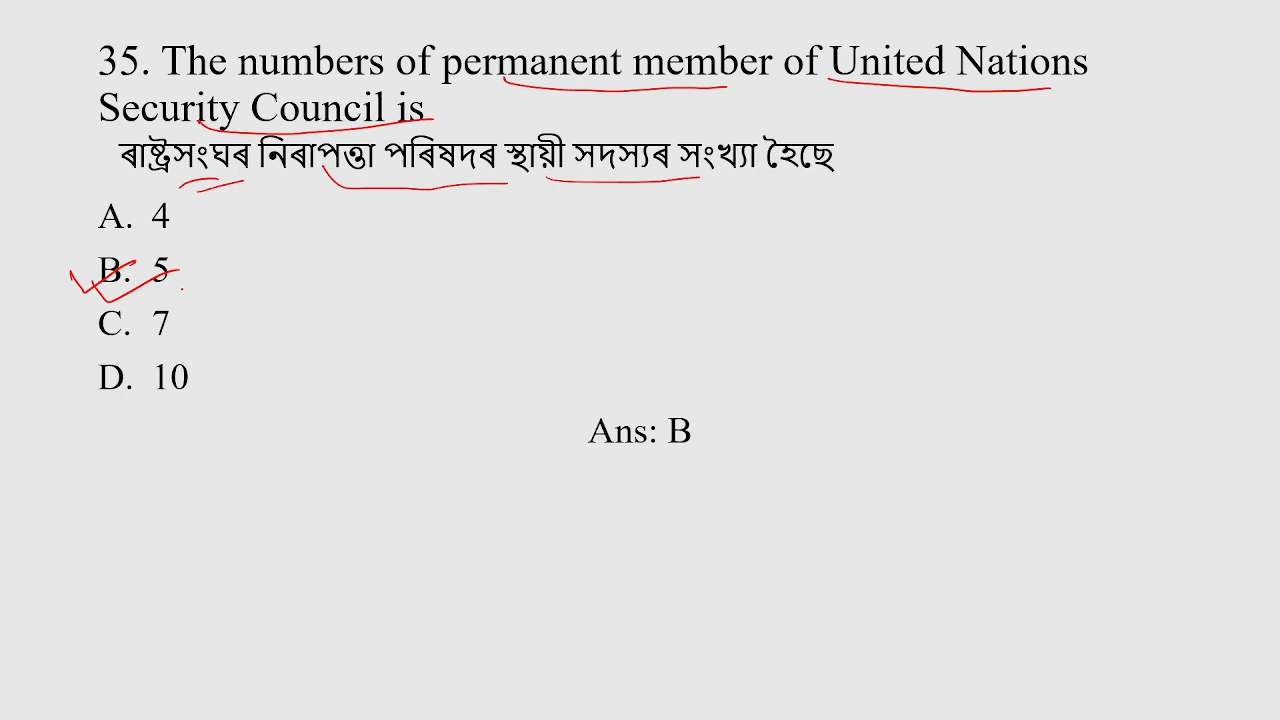 35. The numbers of permanent member of United Nations
Security Council is
ৰাষ্ট্ৰসংঘৰ নিৰাপত্তা পৰিষদৰ স্থায়ী সদস্যৰ সংখ্যা হৈছে
A. 4
B. 5
C. 7
D. 10
Ans: B